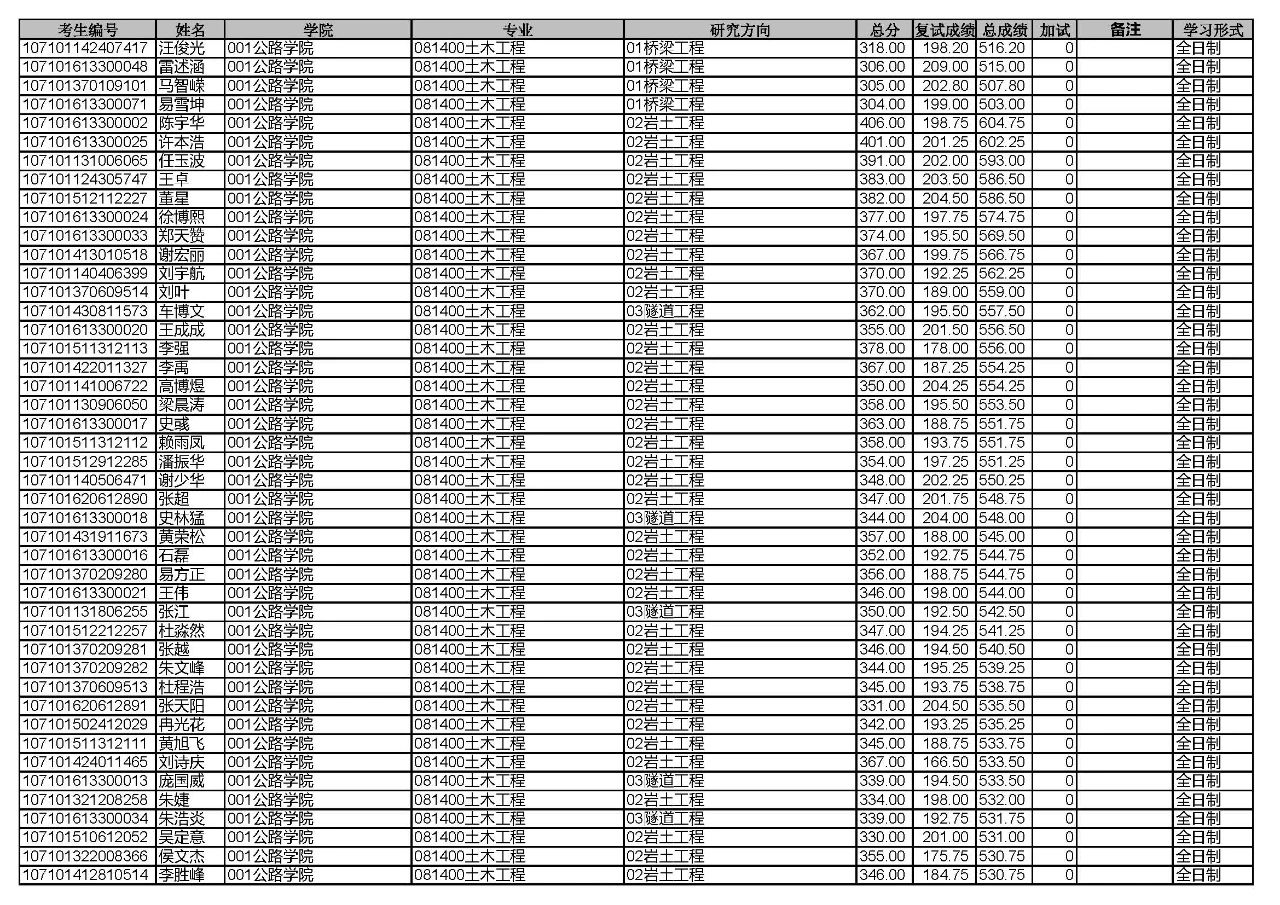 考生编号 姓名 学院 专业 研究方向 总分 复试成绩 总成绩 加试 备注 学习形式
107101142407417 汪俊光 001公路学院 081400土木工程 01桥梁工程 318.00 198.20 516.20 0 全日制
107101613300048 雷述涵 001公路学院 081400土木工程 01桥梁工程 306.00 209.00 515.00 0 全日制
107101370109101 马智嵘 001公路学院 081400土木工程 01桥梁工程 305.00 202.80 507.80 0 全日制
107101613300071 易雪坤 001公路学院 081400土木工程 01桥梁工程 304.00 199.00 503.00 0 全日制
107101613300002 陈宇华 001公路学院 081400土木工程 02岩土工程 406.00 198.75 604.75 0 全日制
107101613300025 许本浩 001公路学院 081400土木工程 02岩土工程 401.00 201.25 602.25 0 全日制
107101131006065 任玉波 001公路学院 081400土木工程 02岩土工程 391.00 202.00 593.00 0 全日制
107101124305747 王卓 001公路学院 081400土木工程 02岩土工程 383.00 203.50 586.50 0 全日制
107101512112227 董星 001公路学院 081400土木工程 02岩土工程 382.00 204.50 586.50 0 全日制
107101613300024 徐博熙 001公路学院 081400土木工程 02岩土工程 377.00 197.75 574.75 0 全日制
107101613300033 郑天赞 001公路学院 081400土木工程 02岩土工程 374.00 195.50 569.50 0 全日制
107101413010518 谢宏丽 001公路学院 081400土木工程 02岩土工程 367.00 199.75 566.75 0 全日制
107101140406399 刘宇航 001公路学院 081400土木工程 02岩土工程 370.00 192.25 562.25 0 全日制
107101370609514 刘叶 001公路学院 081400土木工程 02岩土工程 370.00 189.00 559.00 0 全日制
107101430811573 车博文 001公路学院 081400土木工程 03隧道工程 362.00 195.50 557.50 0 全日制
107101613300020 王成成 001公路学院 081400土木工程 02岩土工程 355.00 201.50 556.50 0 全日制
107101511312113 李强 001公路学院 081400土木工程 02岩土工程 378.00 178.00 556.00 0 全日制
107101422011327 李禹 001公路学院 081400土木工程 02岩土工程 367.00 187.25 554.25 0 全日制
107101141006722 高博煜 001公路学院 081400土木工程 02岩土工程 350.00 204.25 554.25 0 全日制
107101130906050 梁晨涛 001公路学院 081400土木工程 02岩土工程 358.00 195.50 553.50 0 全日制
107101613300017 史彧 001公路学院 081400土木工程 02岩土工程 363.00 188.75 551.75 0 全日制
107101511312112 赖雨凤 001公路学院 081400土木工程 02岩土工程 358.00 193.75 551.75 0 全日制
107101512912285 潘振华 001公路学院 081400土木工程 02岩土工程 354.00 197.25 551.25 0 全日制
107101140506471 谢少华 001公路学院 081400土木工程 02岩土工程 348.00 202.25 550.25 0 全日制
107101620612890 张超 001公路学院 081400土木工程 02岩土工程 347.00 201.75 548.75 0 全日制
107101613300018 史林猛 001公路学院 081400土木工程 03隧道工程 344.00 204.00 548.00 0 全日制
107101431911673 黄荣松 001公路学院 081400土木工程 02岩土工程 357.00 188.00 545.00 0 全日制
107101613300016 石磊 001公路学院 081400土木工程 02岩土工程 352.00 192.75 544.75 0 全日制
107101370209280 易方正 001公路学院 081400土木工程 02岩土工程 356.00 188.75 544.75 0 全日制
107101613300021 王伟 001公路学院 081400土木工程 02岩土工程 346.00 198.00 544.00 0 全日制
107101131806255 张江 001公路学院 081400土木工程 03隧道工程 350.00 192.50 542.50 0 全日制
107101512212257 杜淼然 001公路学院 081400土木工程 02岩土工程 347.00 194.25 541.25 0 全日制
107101370209281 张越 001公路学院 081400土木工程 02岩土工程 346.00 194.50 540.50 0 全日制
107101370209282 朱文峰 001公路学院 081400土木工程 02岩土工程 344.00 195.25 539.25 0 全日制
107101370609513 杜程浩 001公路学院 081400土木工程 02岩土工程 345.00 193.75 538.75 0 全日制
107101620612891 张天阳 001公路学院 081400土木工程 02岩土工程 331.00 204.50 535.50 0 全日制
107101502412029 冉光花 001公路学院 081400土木工程 02岩土工程 342.00 193.25 535.25 0 全日制
107101511312111 黄旭飞 001公路学院 081400土木工程 02岩土工程 345.00 188.75 533.75 0 全日制
107101424011465 刘诗庆 001公路学院 081400土木工程 02岩土工程 367.00 166.50 533.50 0 全日制
107101613300013 庞国威 001公路学院 081400土木工程 03隧道工程 339.00 194.50 533.50 0 全日制
107101321208258 朱婕 001公路学院 081400土木工程 02岩土工程 334.00 198.00 532.00 0 全日制
107101613300034 朱浩炎 001公路学院 081400土木工程 03隧道工程 339.00 192.75 531.75 0 全日制
107101510612052 吴定意 001公路学院 081400土木工程 02岩土工程 330.00 201.00 531.00 0 全日制
107101322008366 侯文杰 001公路学院 081400土木工程 02岩土工程 355.00 175.75 530.75 0 全日制
107101412810514 李胜峰 001公路学院 081400土木工程 02岩土工程 346.00 184.75 530.75 0 全日制